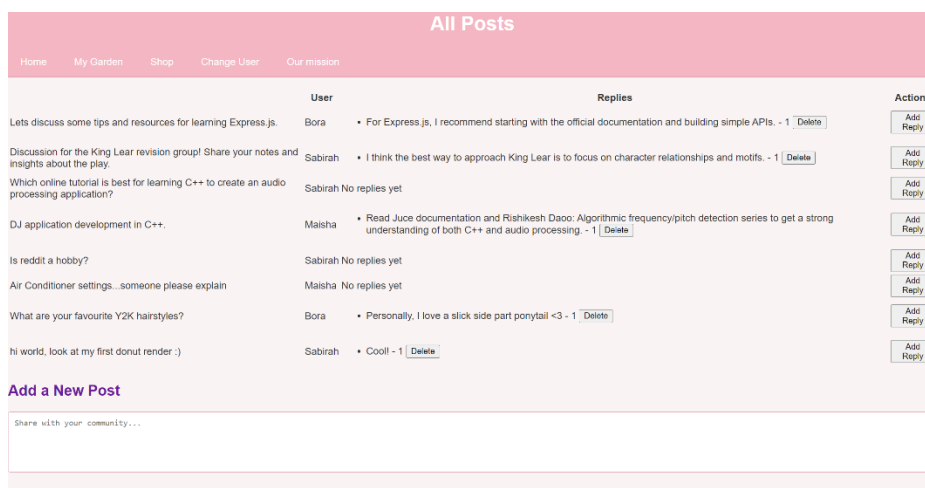 All Posts
Home My Garden Shop Change User Our mission
User Replies Action
Lets discuss some tips and resources for learning Express.js. Bora • For Express.js, I recommend starting with the official documentation and building simple APIs. - 1 Delete Add
Reply
Discussion for the King Lear revision group! Share your notes and
insights about the play. Sabirah • I think the best way to approach King Lear is to focus on character relationships and motifs. - 1 Delete Add
Reply
Which online tutorial is best for learning C++ to create an audio
processing application? Sabirah No replies yet Add
Reply
DJ application development in C++. Maisha • Read Juce documentation and Rishikesh Daoo: Algorithmic frequency/pitch detection series to get a strong
understanding of both C++ and audio processing. - 1 Delete Add
Reply
Is reddit a hobby? Sabirah No replies yet Add
Reply
Air Conditioner settings...someone please explain Maisha No replies yet Add
Reply
What are your favourite Y2K hairstyles? Bora • Personally, I love a slick side part ponytail <3 - 1 Delete Add
Reply
hi world, look at my first donut render :) Sabirah • Cool! - 1 Delete Add
Reply
Add a New Post
Share with your community...